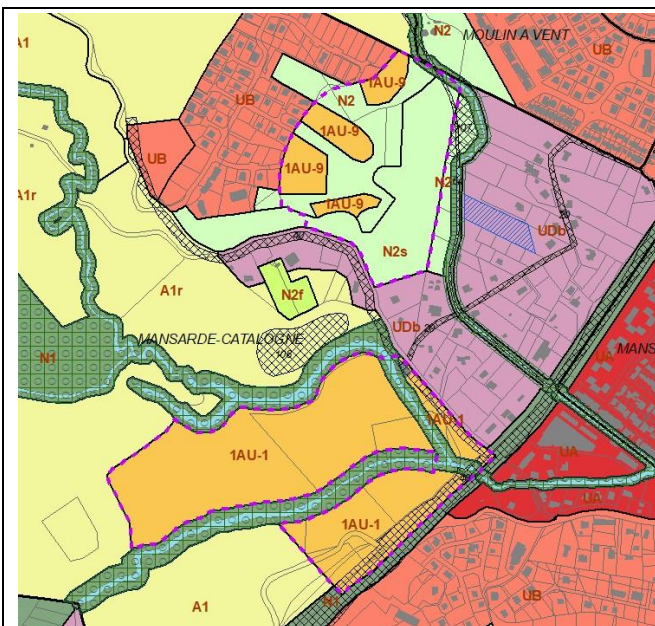 A1
N2
MOULIN A VENT
UB
1AU-9
UB
N2
1AU-9
UB
1AU-9
N2
A1r
1AU-9
UDb
N2s
A1r
N2f
MANSARDE-CATALOGNE
106
UDb
UA
MANS
N1
1AU-1
1AU-1
UA
UA
1AU-1
A1
UB